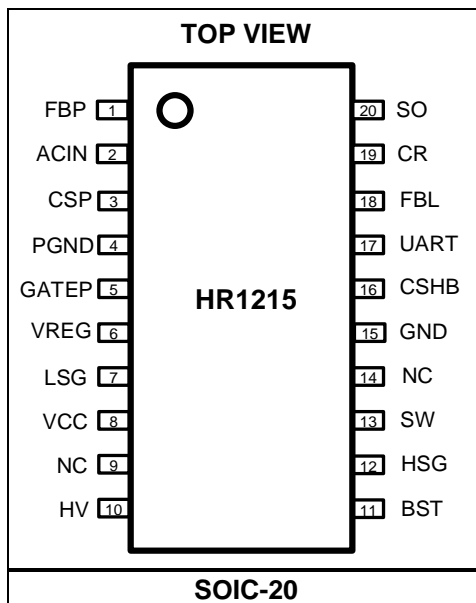 TOP VIEW
FBP 1 20 SO
ACIN 2 19 CR
CSP 3 18 FBL
PGND 4 17 UART
GATEP 5 16 CSHB
HR1215
VREG 6 15 GND
LSG 7 14 NC
VCC 8 13 SW
NC 9 12 HSG
HV 10 11 BST
SOIC-20